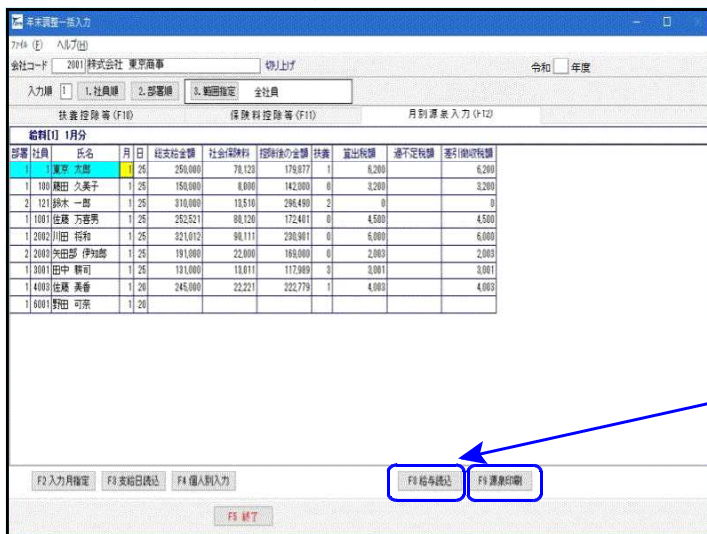 年末調整一括入力
ﾌｧｲﾙ (F) ヘルプ(H)
会社コード 2001 株式会社 東京商事 切り上げ 令和 年度
入力順 1 1.社員順 2.部署順 3.範囲指定 全社員
扶養控除等(F10) 保険料控除等(F11) 月別源泉入力(F12)
給料[1] 1月分
部署 社員 氏名 月 日 総支給金額 社会保険料 控除後の金額 扶養 算出税額 過不足税額 差引徴収税額
1 1 東京 太郎 1 25 250,000 70,123 179,877 1 6,200 6,200
1 100 藤田 久美子 1 25 150,000 8,000 142,000 0 3,200 3,200
2 121 鈴木 一郎 1 25 310,000 13,510 296,490 2 0 0
1 1001 佐藤 万喜男 1 25 252,521 80,120 172,401 0 4,500 4,500
1 2002 川田 将和 1 25 321,012 90,111 230,901 0 6,000 6,000
2 2003 矢田部 伊知郎 1 25 191,000 22,000 169,000 0 2,003 2,003
1 3001 田中 耕司 1 25 131,000 13,011 117,989 3 3,001 3,001
1 4003 佐藤 美香 1 20 245,000 22,221 222,779 1 4,003 4,003
1 6001 野田 可奈 1 20
F2 入力月指定 F3 支給日読込 F4 個人別入力 F8 給与読込 F9 源泉印刷
F5 終了